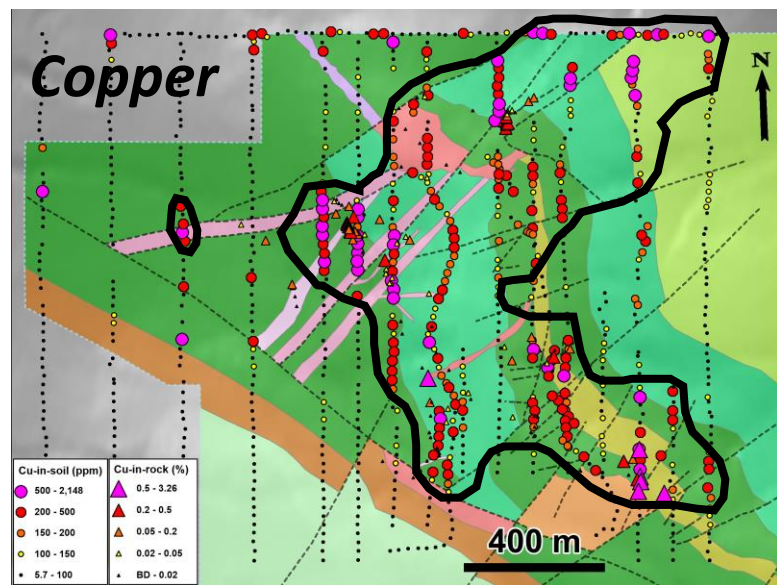 Copper
N
Cu-in-soil (ppm)
500 - 2,148
200 - 500
150 - 200
100 - 150
5.7 - 100
Cu-in-rock (%)
0.5 - 3.26
0.2 - 0.5
0.05 - 0.2
0.02 - 0.05
BD - 0.02
400 m